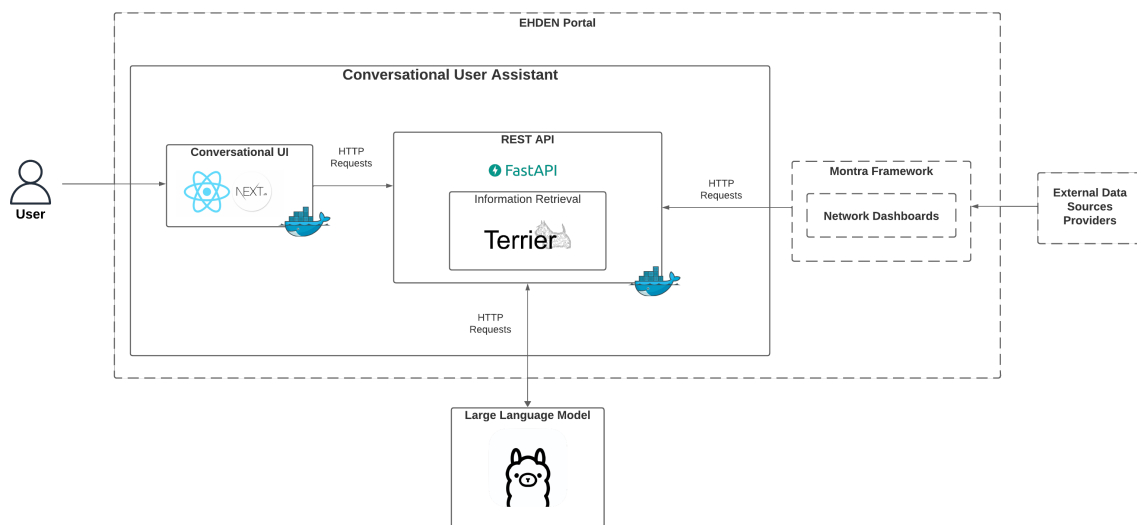 EHDEN Portal
Conversational User Assistant
Conversational UI
NEXT
HTTP
Requests
REST API
FastAPI
Information Retrieval
Terrier
HTTP
Requests
Montra Framework
Network Dashboards
External Data
Sources
Providers
User
HTTP
Requests
Large Language Model